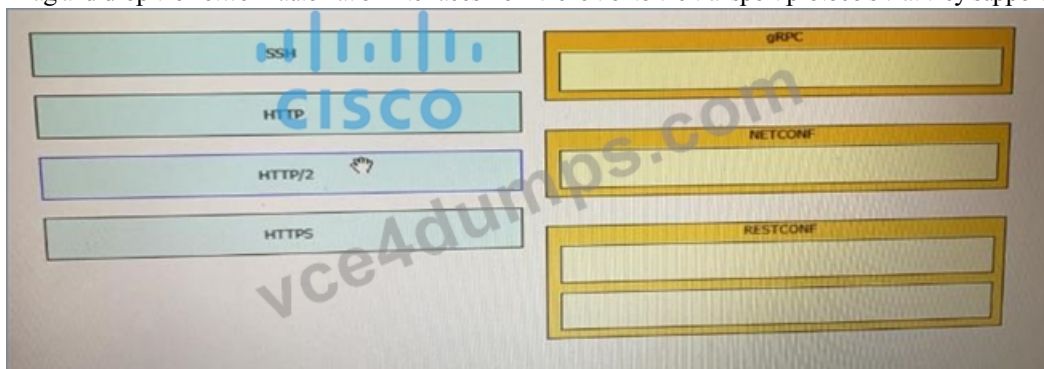 SSH
HTTP
HTTP/2
HTTPS
gRPC
NETCONF
RESTCONF
CISCO
vce4dumps.com